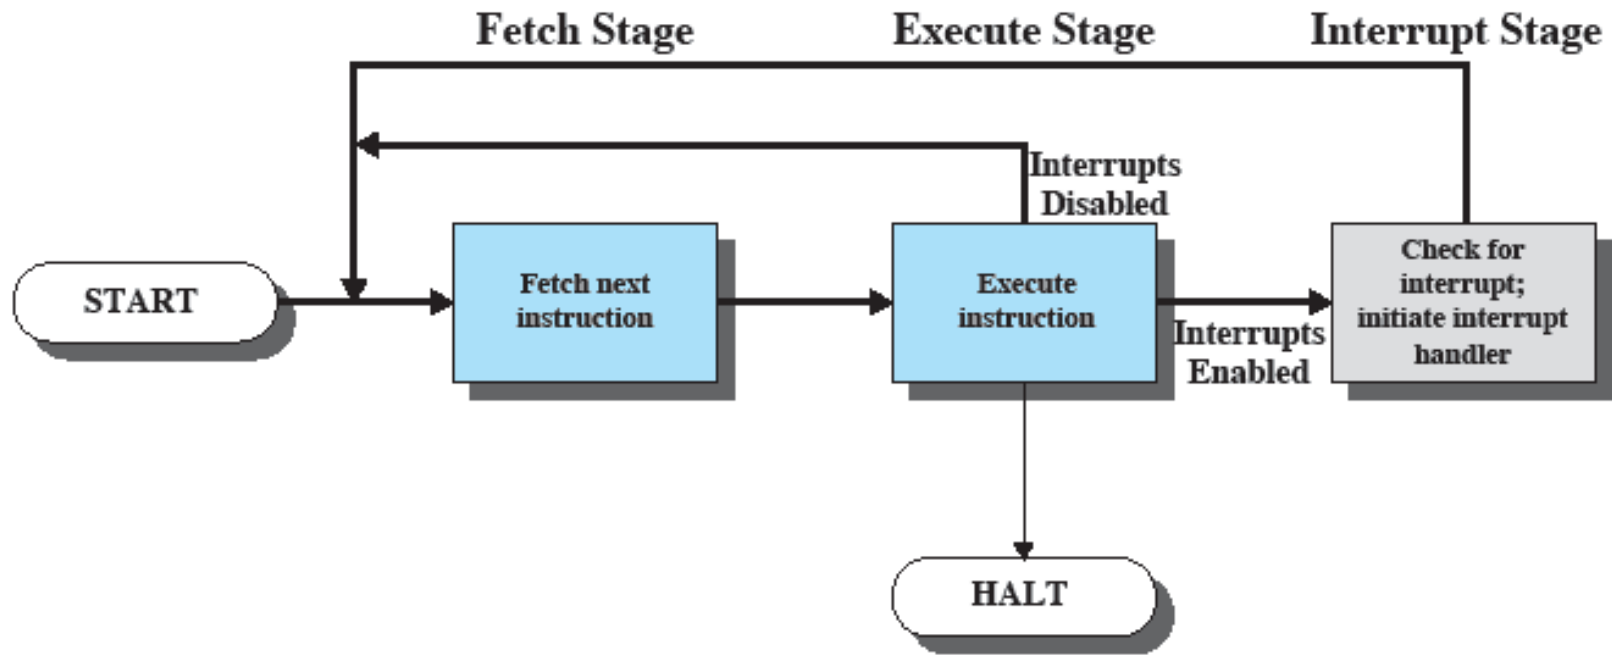 Fetch Stage
Execute Stage
Interrupt Stage
Interrupts
Disabled
START
Fetch next
instruction
Execute
instruction
Interrupts
Enabled
Check for
interrupt;
initiate interrupt
handler
HALT